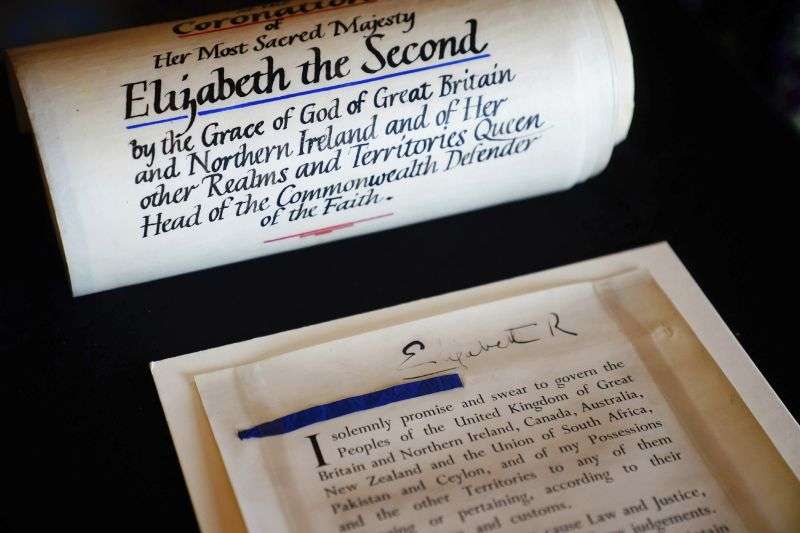 Coronation
of
Her Most Sacred Majesty
Elizabeth the Second
by the Grace of God of Great Britain
and Northern Ireland and of Her
other Realms and Territories Queen
Head of the Commonwealth Defender
of the Faith.
Elizabeth R
I solemnly promise and swear to govern the
Peoples of the United Kingdom of Great
Britain and Northern Ireland, Canada, Australia,
New Zealand and the Union of South Africa,
Pakistan and Ceylon, and of my Possessions
and the other Territories to any of them
or pertaining, according to their
and customs.
cause Law and Justice,
judgements.